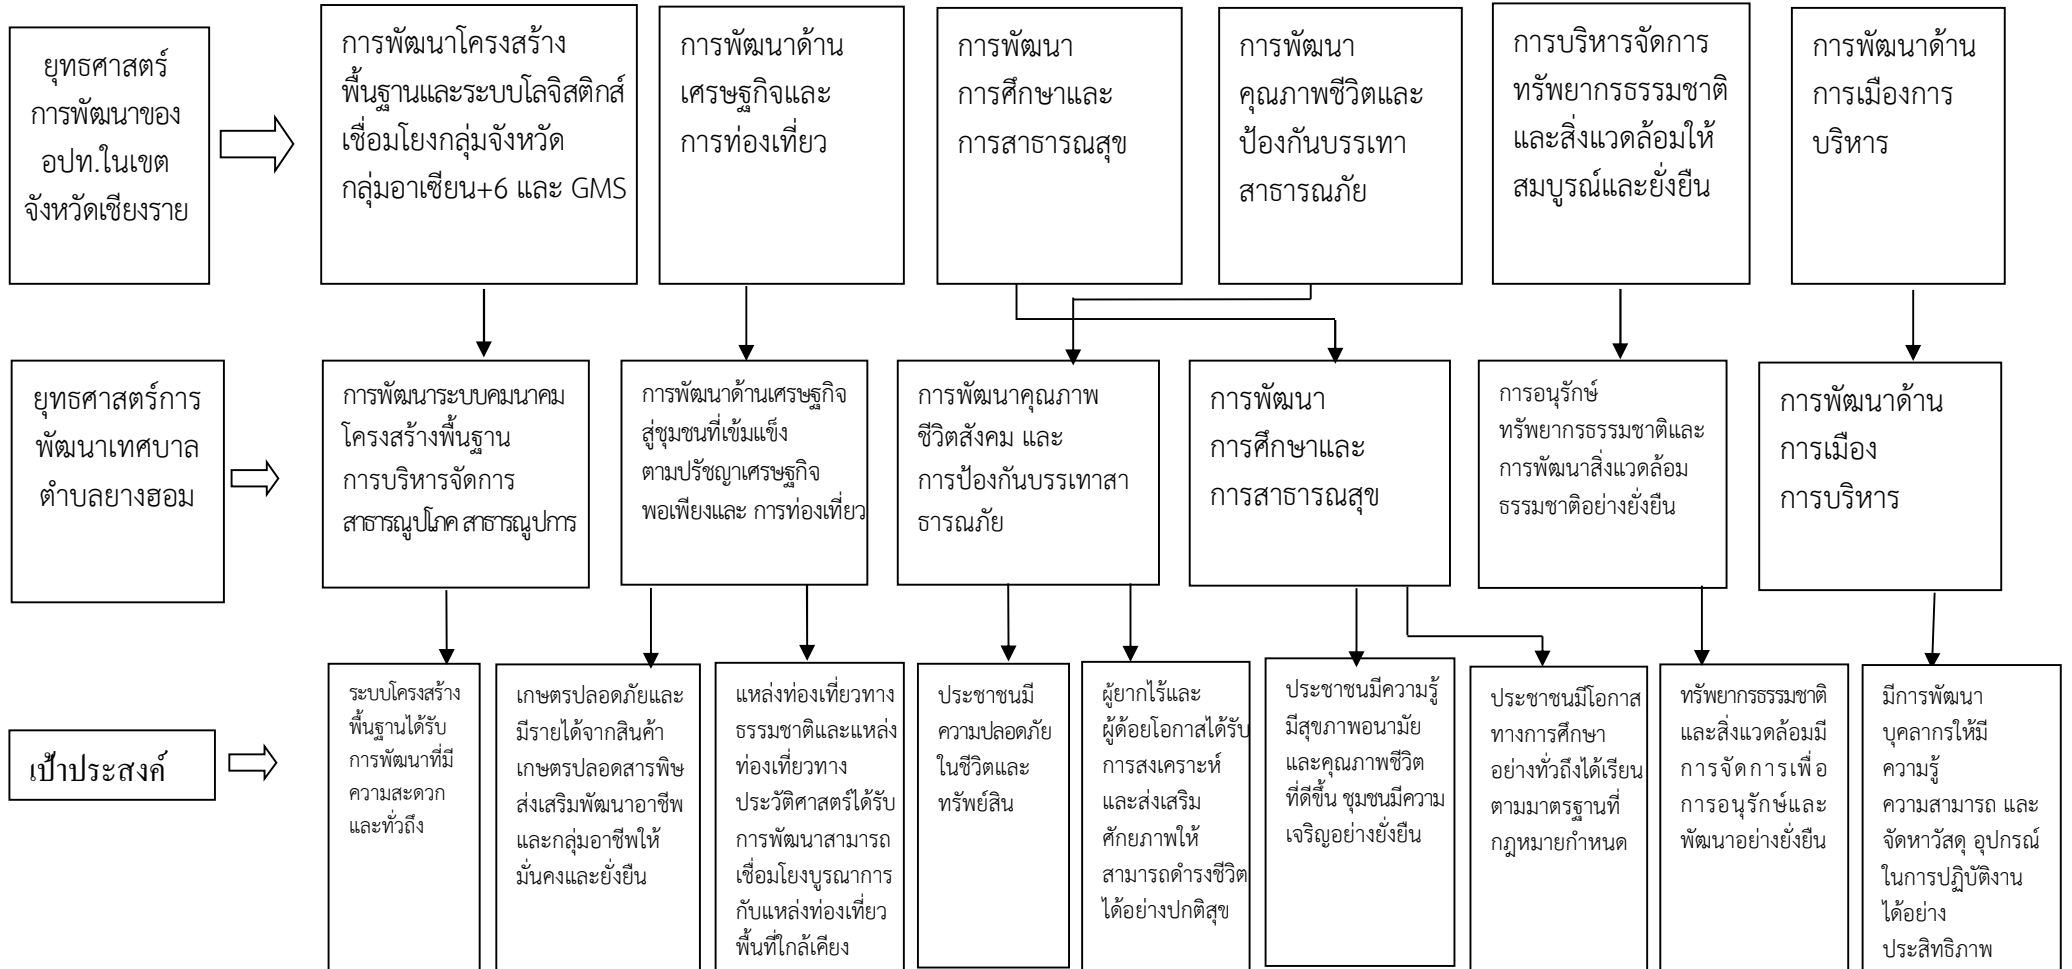 ยุทธศาสตร์
การพัฒนาของ
อปท.ในเขต
จังหวัดเชียงราย
การพัฒนาโครงสร้าง
พื้นฐานและระบบโลจิสติกส์
เชื่อมโยงกลุ่มจังหวัด
กลุ่มอาเซียน+6 และ GMS
การพัฒนาด้าน
เศรษฐกิจและ
การท่องเที่ยว
การพัฒนา
การศึกษาและ
การสาธารณสุข
การพัฒนา
คุณภาพชีวิตและ
ป้องกันบรรเทา
สาธารณภัย
การบริหารจัดการ
ทรัพยากรธรรมชาติ
และสิ่งแวดล้อมให้
สมบูรณ์และยั่งยืน
การพัฒนาด้าน
การเมืองการ
บริหาร
ยุทธศาสตร์การ
พัฒนาเทศบาล
ตำบลยางฮอม
การพัฒนาระบบคมนาคม
โครงสร้างพื้นฐาน
การบริหารจัดการ
สาธารณูปโภค สาธารณูปการ
การพัฒนาด้านเศรษฐกิจ
สู่ชุมชนที่เข้มแข็ง
ตามปรัชญาเศรษฐกิจ
พอเพียงและ การท่องเที่ยว
การพัฒนาคุณภาพ
ชีวิตสังคม และ
การป้องกันบรรเทาสา
ธารณภัย
การพัฒนา
การศึกษาและ
การสาธารณสุข
การอนุรักษ์
ทรัพยากรธรรมชาติและ
การพัฒนาสิ่งแวดล้อม
ธรรมชาติอย่างยั่งยืน
การพัฒนาด้าน
การเมือง
การบริหาร
เป้าประสงค์
ระบบโครงสร้าง
พื้นฐานได้รับ
การพัฒนาที่มี
ความสะดวก
และทั่วถึง
เกษตรปลอดภัยและ
มีรายได้จากสินค้า
เกษตรปลอดสารพิษ
ส่งเสริมพัฒนาอาชีพ
และกลุ่มอาชีพให้
มั่นคงและยั่งยืน
แหล่งท่องเที่ยวทาง
ธรรมชาติและแหล่ง
ท่องเที่ยวทาง
ประวัติศาสตร์ได้รับ
การพัฒนาสามารถ
เชื่อมโยงบูรณาการ
กับแหล่งท่องเที่ยว
พื้นที่ใกล้เคียง
ประชาชนมี
ความปลอดภัย
ในชีวิตและ
ทรัพย์สิน
ผู้ยากไร้และ
ผู้ด้อยโอกาสได้รับ
การสงเคราะห์
และส่งเสริม
ศักยภาพให้
สามารถดำรงชีวิต
ได้อย่างปกติสุข
ประชาชนมีความรู้
มีสุขภาพอนามัย
และคุณภาพชีวิต
ที่ดีขึ้น ชุมชนมีความ
เจริญอย่างยั่งยืน
ประชาชนมีโอกาส
ทางการศึกษา
อย่างทั่วถึงได้เรียน
ตามมาตรฐานที่
กฎหมายกำหนด
ทรัพยากรธรรมชาติ
และสิ่งแวดล้อมมี
การจัดการเพื่อ
การอนุรักษ์และ
พัฒนาอย่างยั่งยืน
มีการพัฒนา
บุคลากรให้มี
ความรู้
ความสามารถ และ
จัดหาวัสดุ อุปกรณ์
ในการปฏิบัติงาน
ได้อย่าง
ประสิทธิภาพ